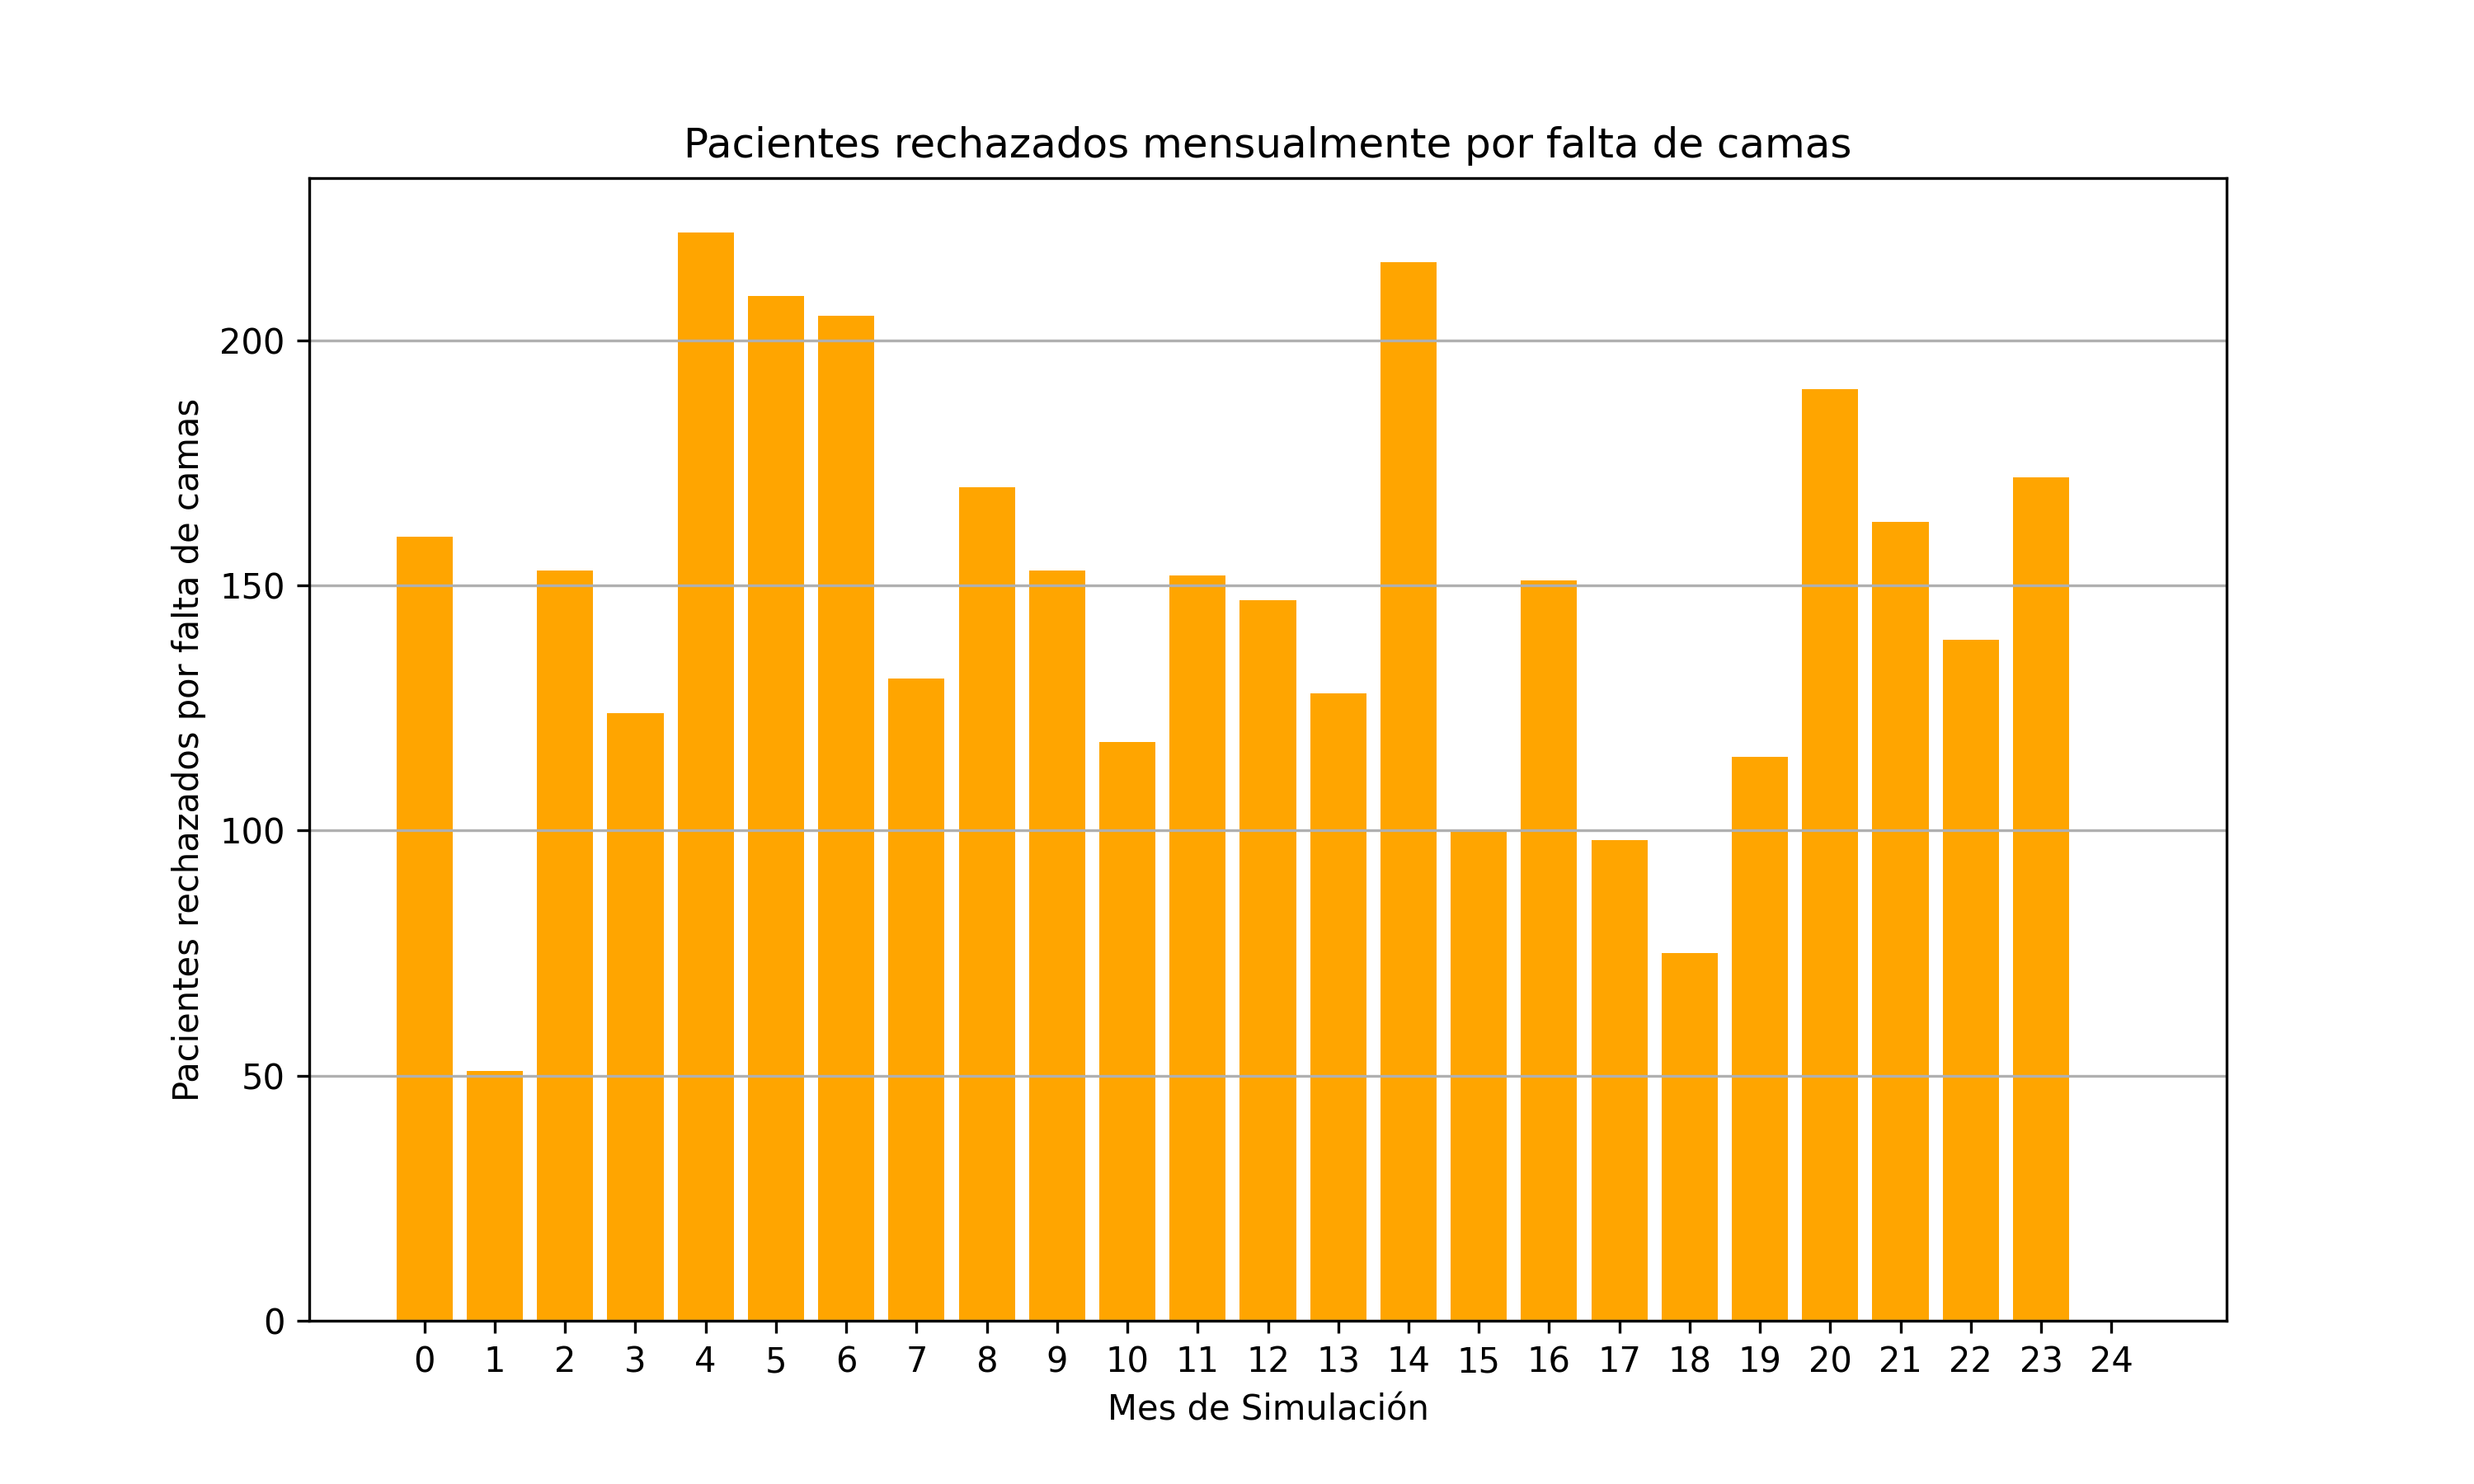 Pacientes rechazados mensualmente por falta de camas
Pacientes rechazados por falta de camas
200
150
100
50
0
0 1 2 3 4 5 6 7 8 9 10 11 12 13 14 15 16 17 18 19 20 21 22 23 24
Mes de Simulación